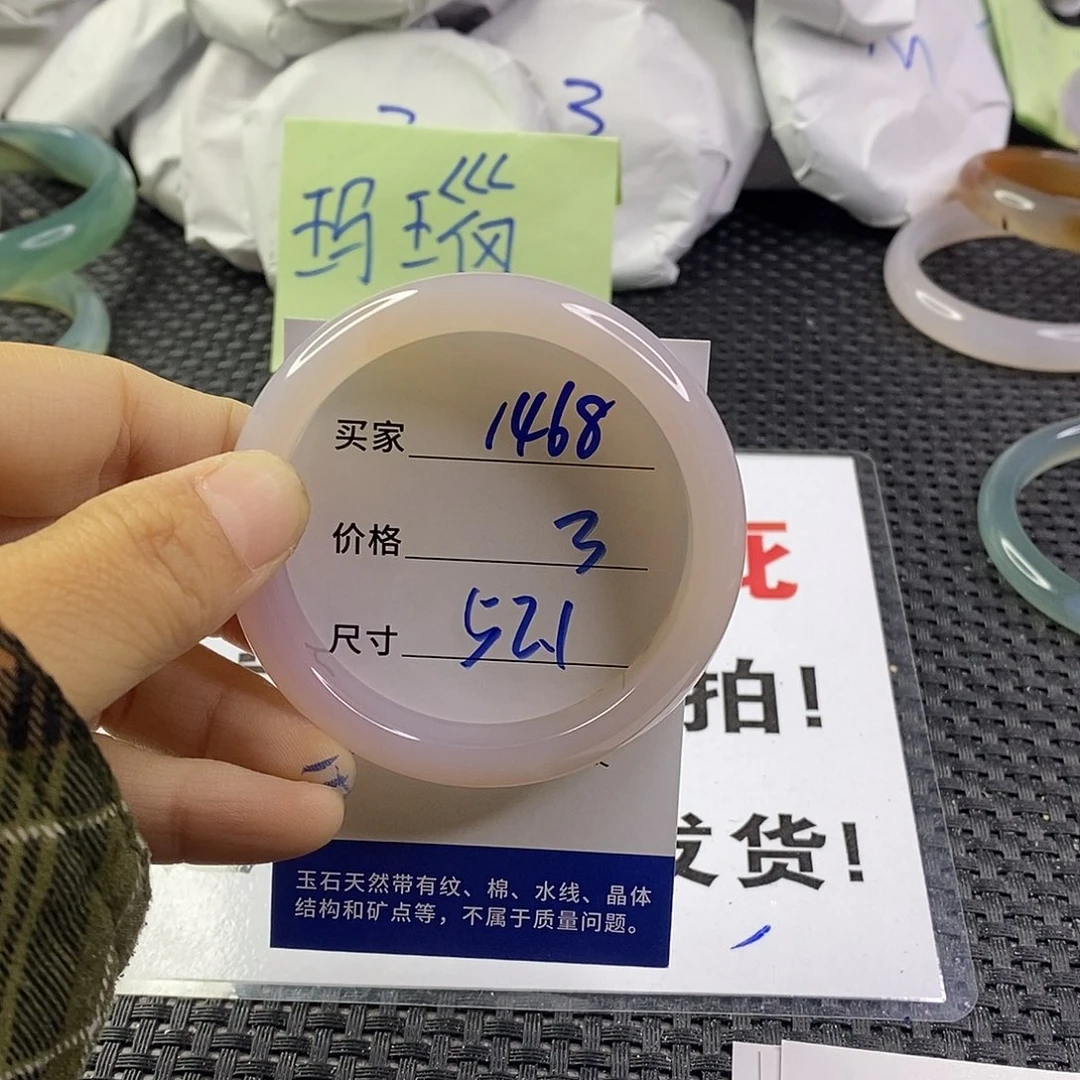 3
玛瑙
买家 1468
价格 3
尺寸 521
拍!
发货!
玉石天然带有纹、棉、水线、晶体
结构和矿点等，不属于质量问题。